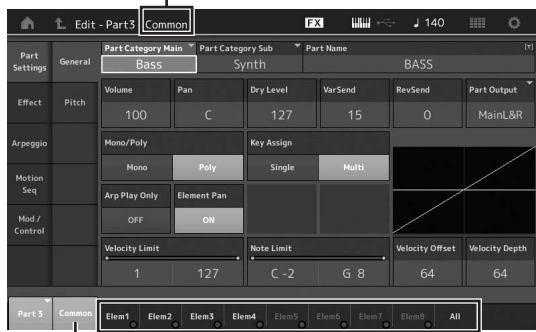 Edit - Part3 Common FX 140
Part Settings General Part Category Main Part Category Sub Part Name
Bass Synth BASS
Effect Pitch Volume Pan Dry Level VarSend RevSend Part Output
100 C 127 15 0 MainL&R
Arpeggio Mono/Poly Key Assign
Mono Poly Single Multi
Motion Seq
Arp Play Only Element Pan
Mod / Control OFF ON
Velocity Limit Note Limit Velocity Offset Velocity Depth
1 127 C -2 G 8 64 64
Part 3 Common Elem1 Elem2 Elem3 Elem4 Elem5 Elem6 Elem7 Elem8 All